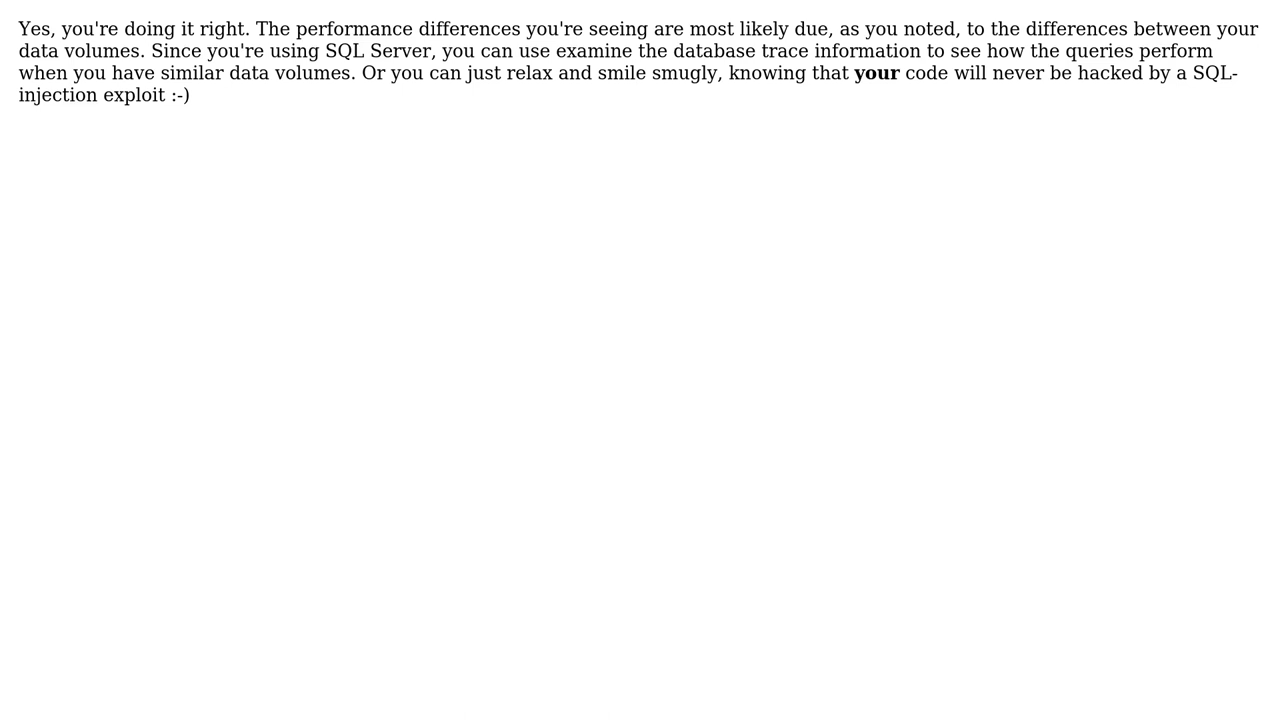 Yes, you're doing it right. The performance differences you're seeing are most likely due, as you noted, to the differences between your
data volumes. Since you're using SQL Server, you can use examine the database trace information to see how the queries perform
when you have similar data volumes. Or you can just relax and smile smugly, knowing that your code will never be hacked by a SQL-
injection exploit :-)